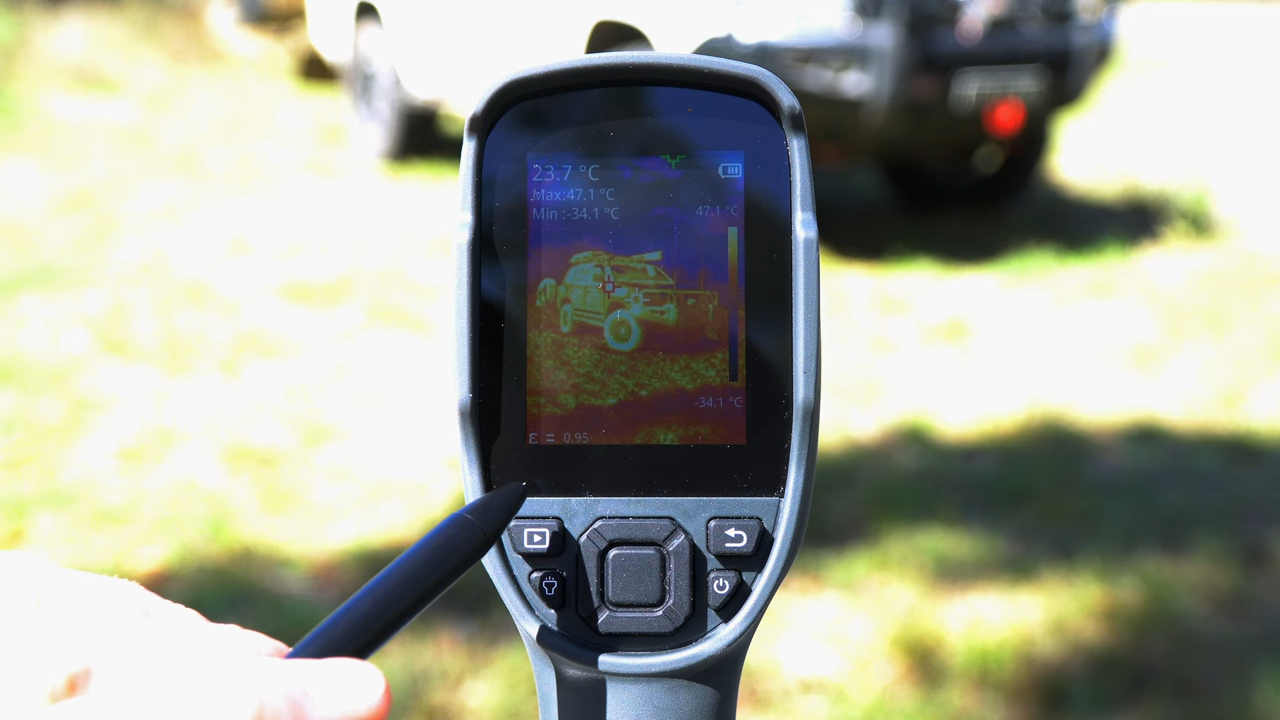 23.7 °C
Max:47.1 °C
Min :-34.1 °C
47.1 °C
-34.1 °C
ε = 0.95